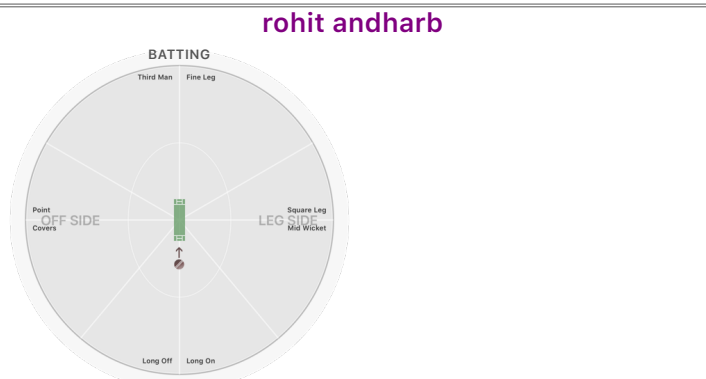 rohit andharb
BATTING
Third Man Fine Leg
Point Square Leg
OFF SIDE LEG SIDE
Covers Mid Wicket
Long Off Long On